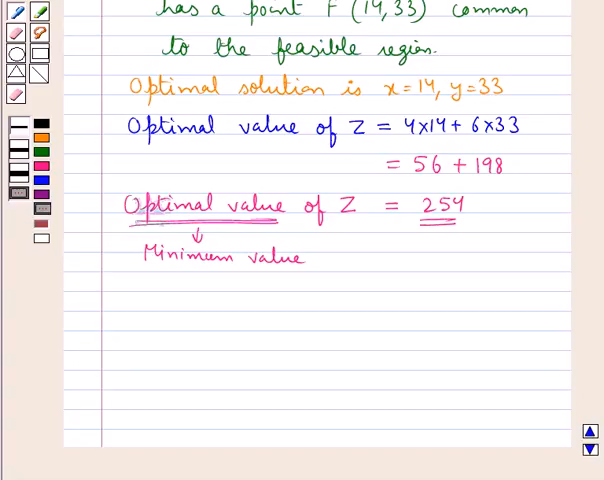 has a point F (14,33) common
to the feasible region.
Optimal solution is x=14, y=33
Optimal value of Z = 4×14 + 6×33
= 56 + 198
Optimal value of Z = 254
↓
Minimum value